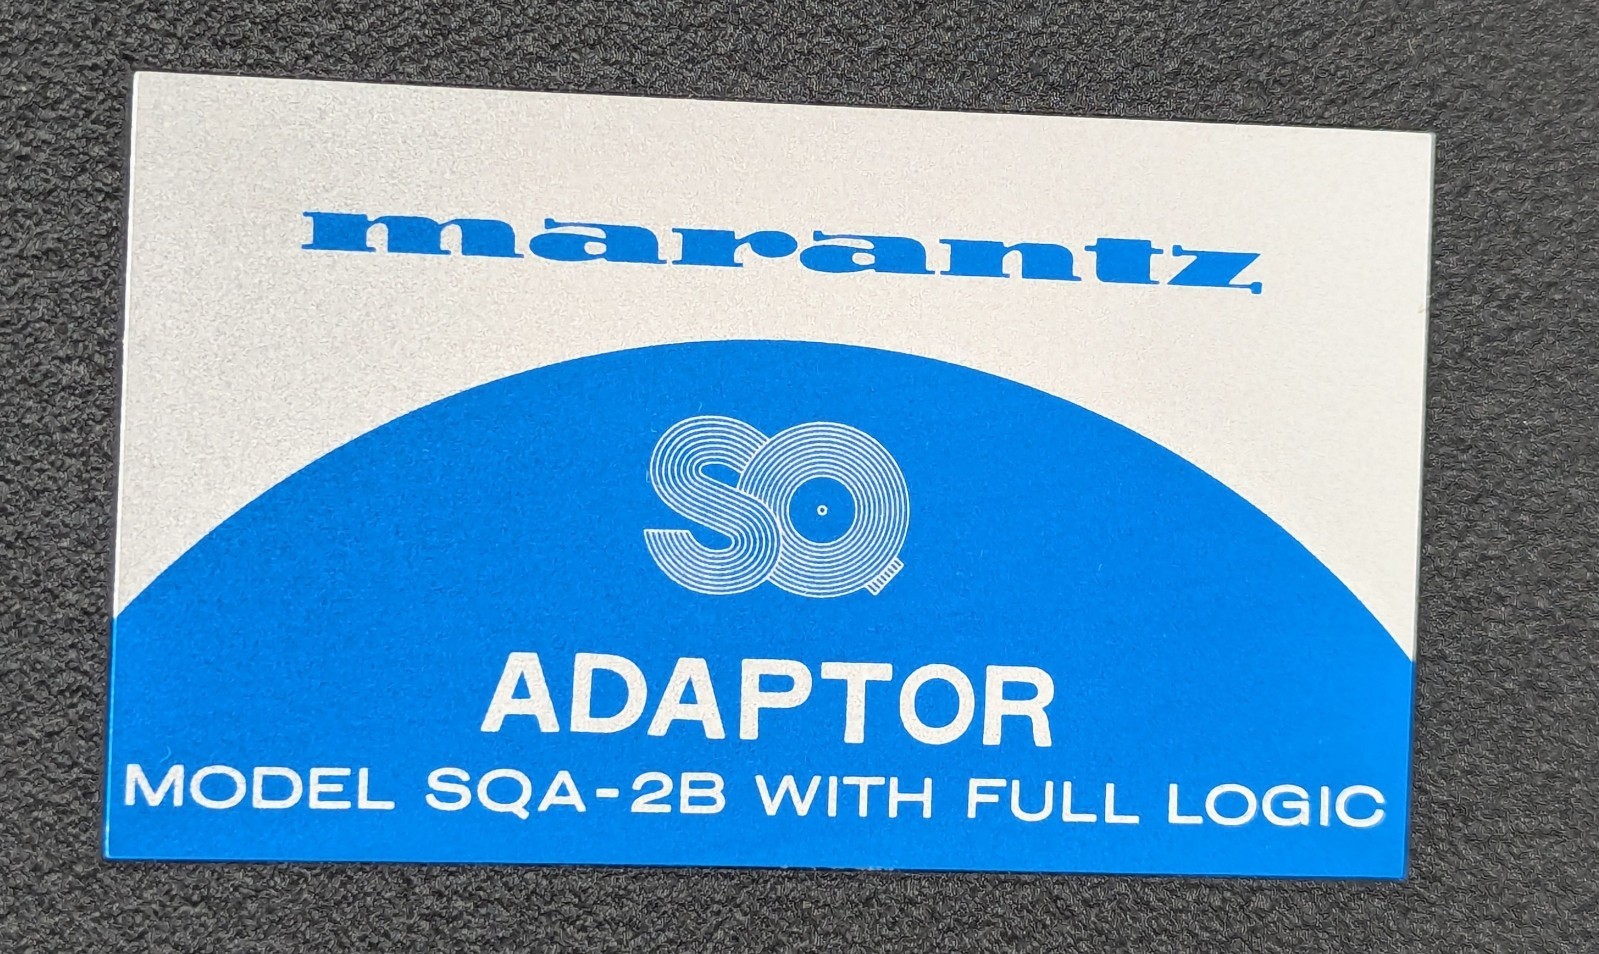 marantz
SQ
ADAPTOR
MODEL SQA-2B WITH FULL LOGIC